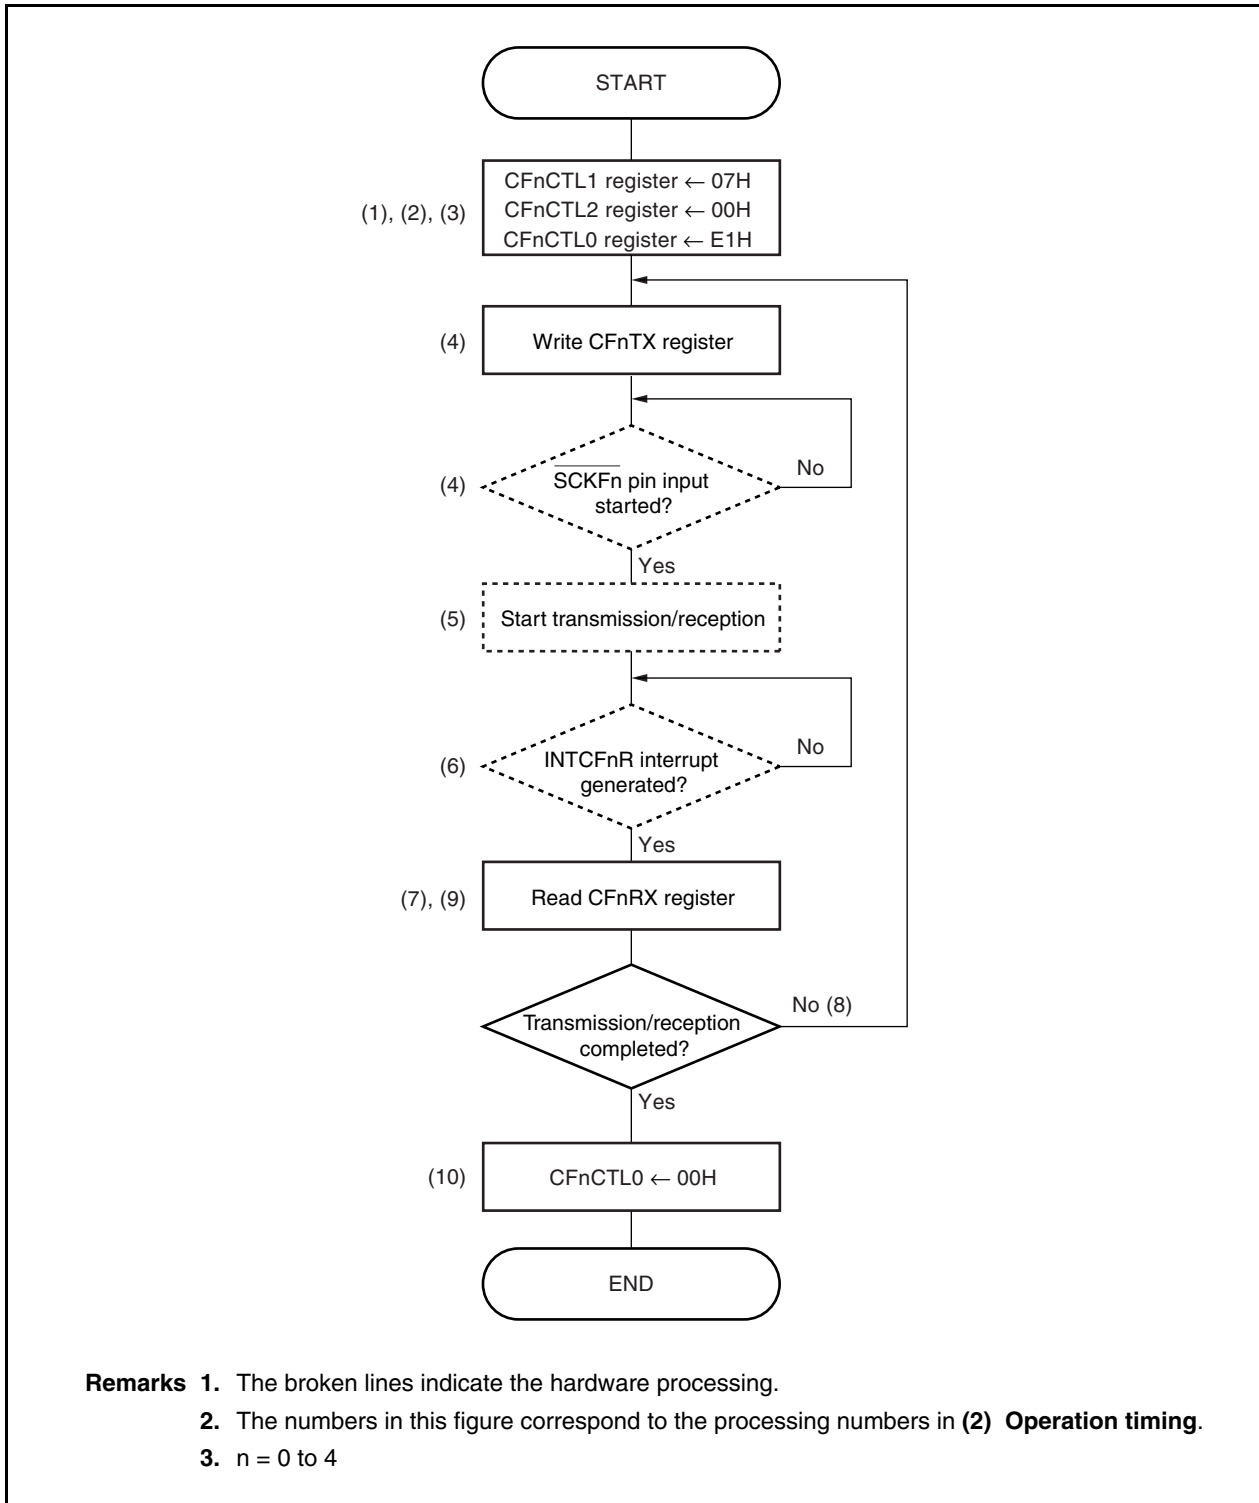 START
(1), (2), (3)
CFnCTL1 register ← 07H
CFnCTL2 register ← 00H
CFnCTL0 register ← E1H
(4)
Write CFnTX register
(4)
S̅C̅K̅F̅n̅ pin input
started?
No
Yes
(5)
Start transmission/reception
(6)
INTCFnR interrupt
generated?
No
Yes
(7), (9)
Read CFnRX register
Transmission/reception
completed?
No (8)
Yes
(10)
CFnCTL0 ← 00H
END
Remarks 1. The broken lines indicate the hardware processing.
2. The numbers in this figure correspond to the processing numbers in (2) Operation timing.
3. n = 0 to 4